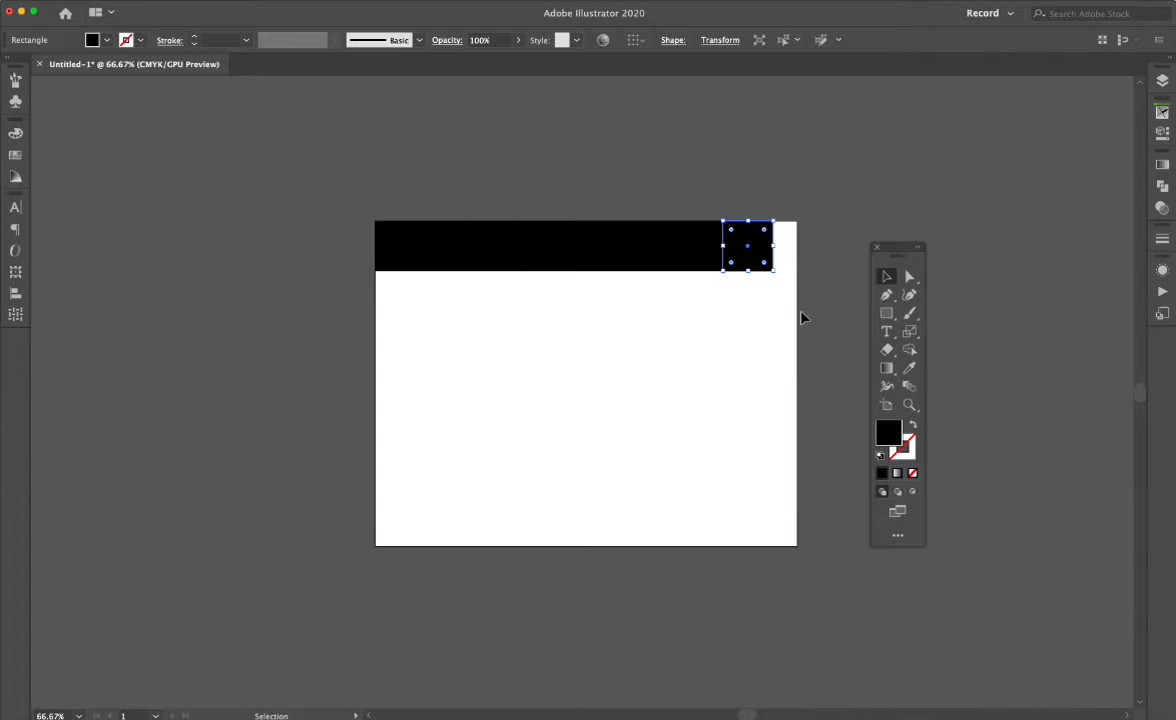 Adobe Illustrator 2020
Record
Search Adobe Stock
Rectangle
Stroke:
Basic
Opacity:
100%
Style:
Shape:
Transform
Untitled-1* @ 66.67% (CMYK/GPU Preview)
66.67%
1
Selection